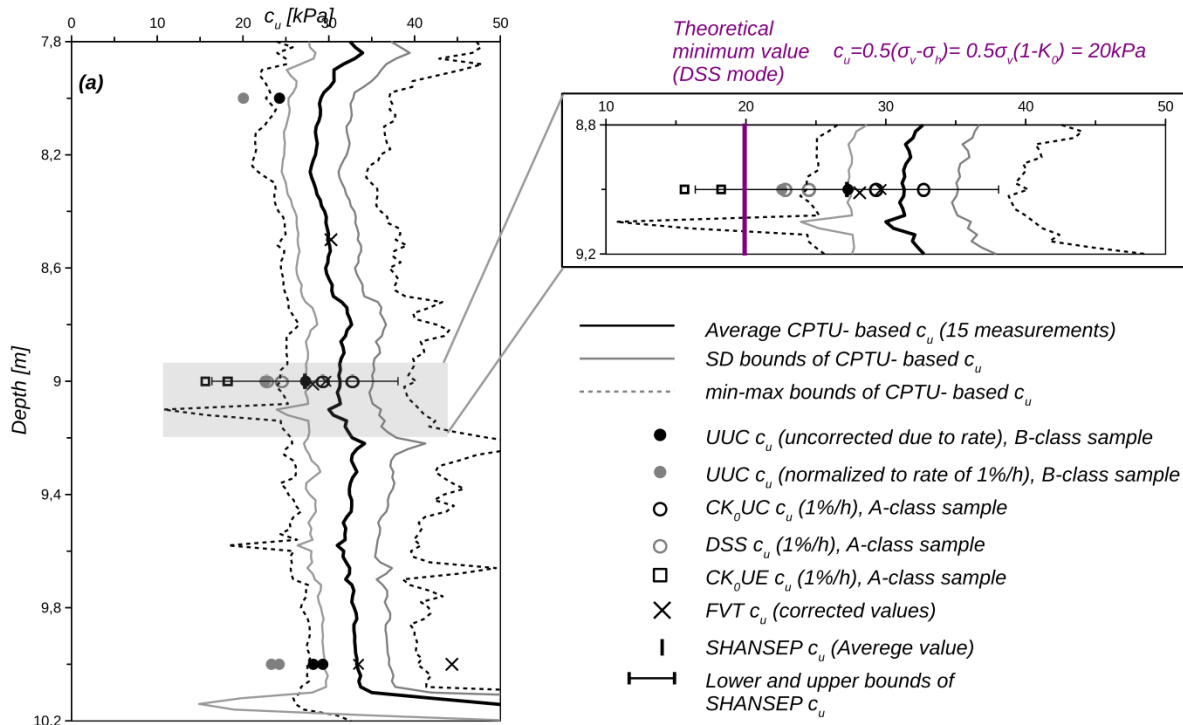 c_u [kPa]
0 10 20 30 40 50
7,8
8,2
8,6
9
9,4
9,8
10,2
Depth [m]
(a)
Theoretical
minimum value
(DSS mode)
c_u=0.5(σ_v-σ_h)= 0.5σ_v(1-K_0) = 20kPa
10 20 30 40 50
8,8
9,2
Average CPTU- based c_u (15 measurements)
SD bounds of CPTU- based c_u
min-max bounds of CPTU- based c_u
UUC c_u (uncorrected due to rate), B-class sample
UUC c_u (normalized to rate of 1%/h), B-class sample
CK_0UC c_u (1%/h), A-class sample
DSS c_u (1%/h), A-class sample
CK_0UE c_u (1%/h), A-class sample
FVT c_u (corrected values)
SHANSEP c_u (Averege value)
Lower and upper bounds of
SHANSEP c_u